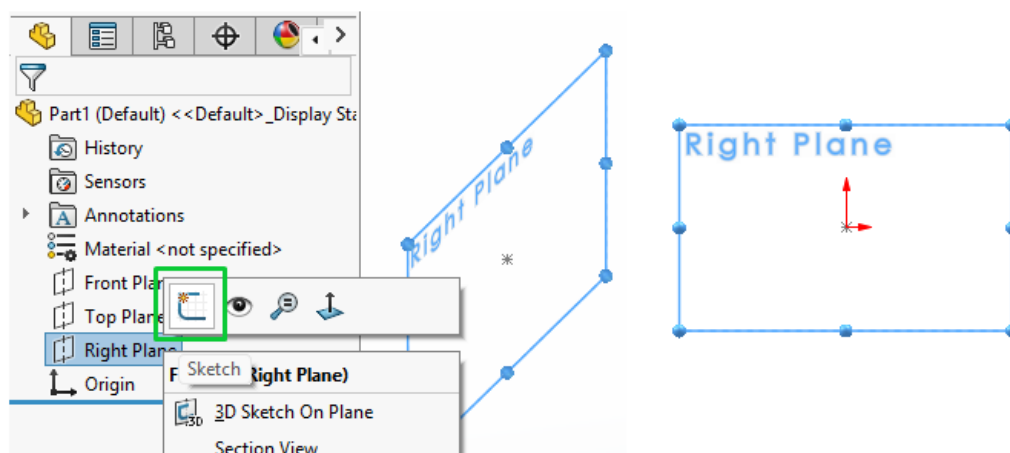 Part1 (Default) <<Default>_Display Sta
History
Sensors
Annotations
Material <not specified>
Front Plan
Top Plane
Right Plane
Sketch
Origin
F Right Plane)
3D Sketch On Plane
Section View
Right Plane
Right Plane